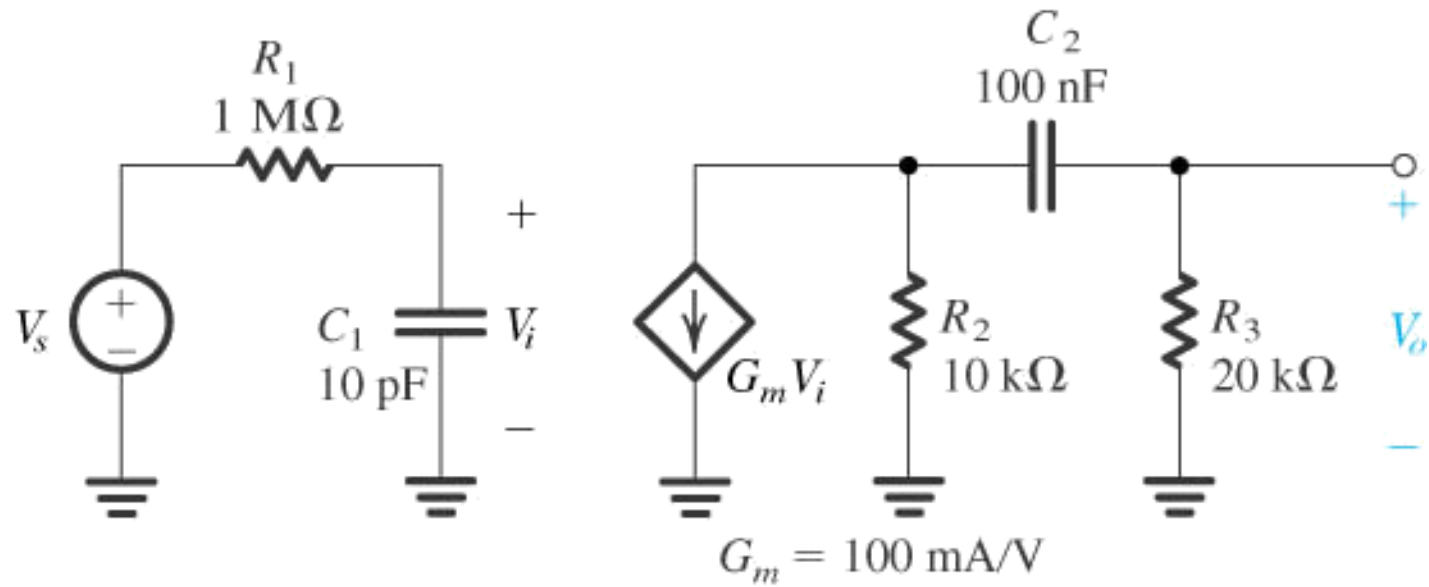 R₁
1 MΩ
C₂
100 nF
+
+
+
−
Vₛ
C₁
10 pF
Vᵢ
−
GₘVᵢ
R₂
10 kΩ
R₃
20 kΩ
Vₒ
−
Gₘ = 100 mA/V